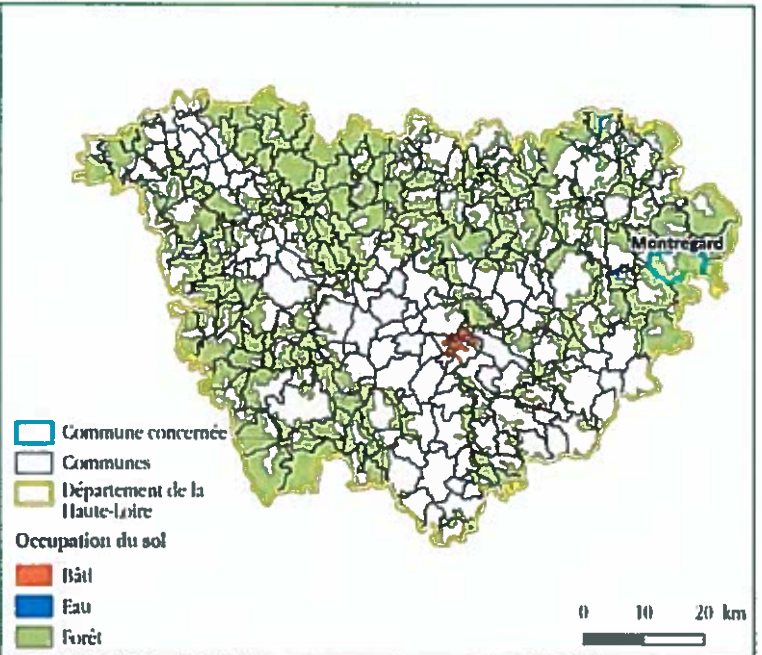 Montregard
Commune concernée
Communes
Département de la
Haute-Loire
Occupation du sol
Bâti
Eau
Forêt
0 10 20 km